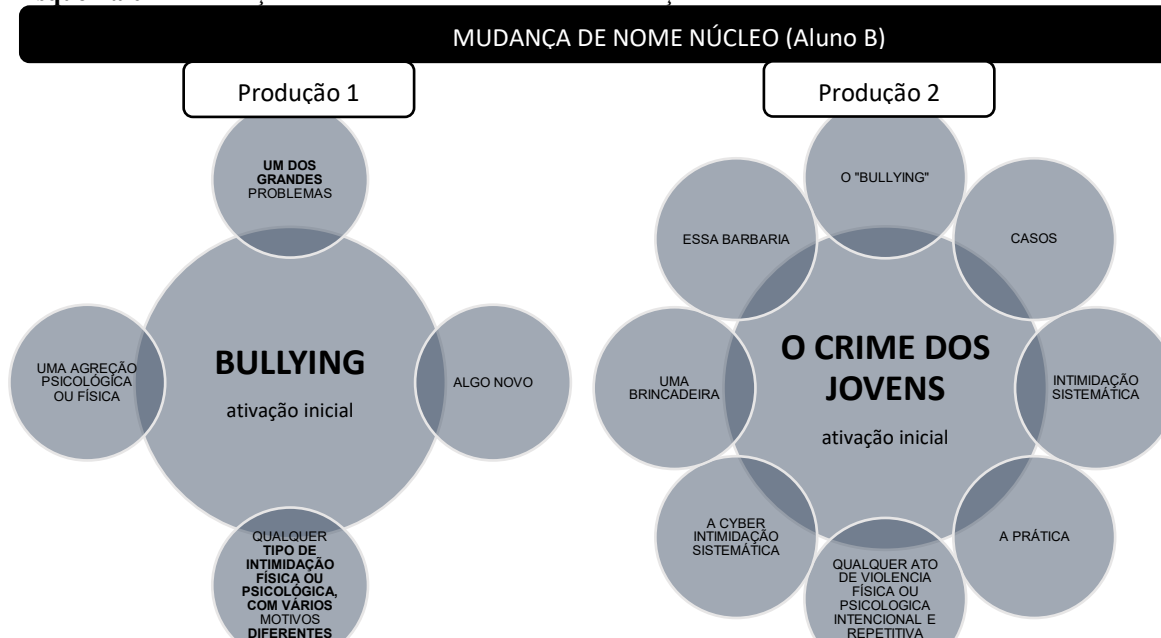 MUDANÇA DE NOME NÚCLEO (Aluno B)
Produção 1
UM DOS
GRANDES
PROBLEMAS
UMA AGREÇÃO
PSICOLÓGICA
OU FÍSICA
BULLYING
ativação inicial
ALGO NOVO
QUALQUER
TIPO DE
INTIMIDAÇÃO
FÍSICA OU
PSICOLÓGICA,
COM VÁRIOS
MOTIVOS
DIFERENTES
Produção 2
O "BULLYING"
ESSA BARBARIA
CASOS
UMA
BRINCADEIRA
O CRIME DOS
JOVENS
ativação inicial
INTIMIDAÇÃO
SISTEMÁTICA
A CYBER
INTIMIDAÇÃO
SISTEMÁTICA
A PRÁTICA
QUALQUER ATO
DE VIOLENCIA
FÍSICA OU
PSICOLOGICA
INTENCIONAL E
REPETITIVA